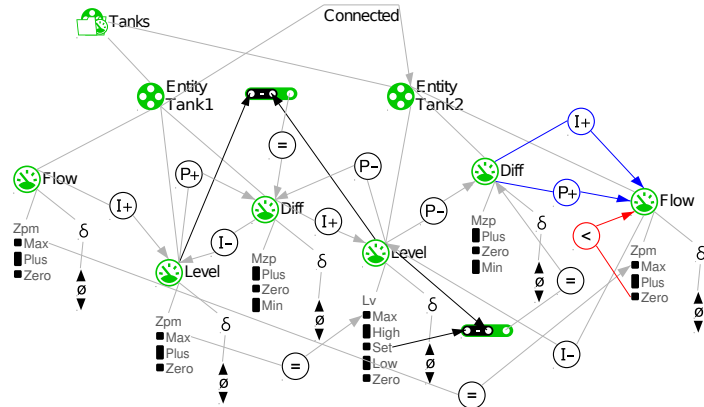 Connected
Tanks
Entity
Tank1
Entity
Tank2
I+
=
P+
P-
Diff
Flow
P+
<
Flow
I+
Diff
I+
P-
I-
Level
Level
Zpm
Max
Plus
Zero
δ
ø
Mzp
Plus
Zero
Min
δ
ø
Mzp
Plus
Zero
Min
δ
ø
=
Zpm
Max
Plus
Zero
δ
ø
Zpm
Max
Plus
Zero
δ
ø
=
Lv
Max
High
Set
Low
Zero
δ
ø
I-
=